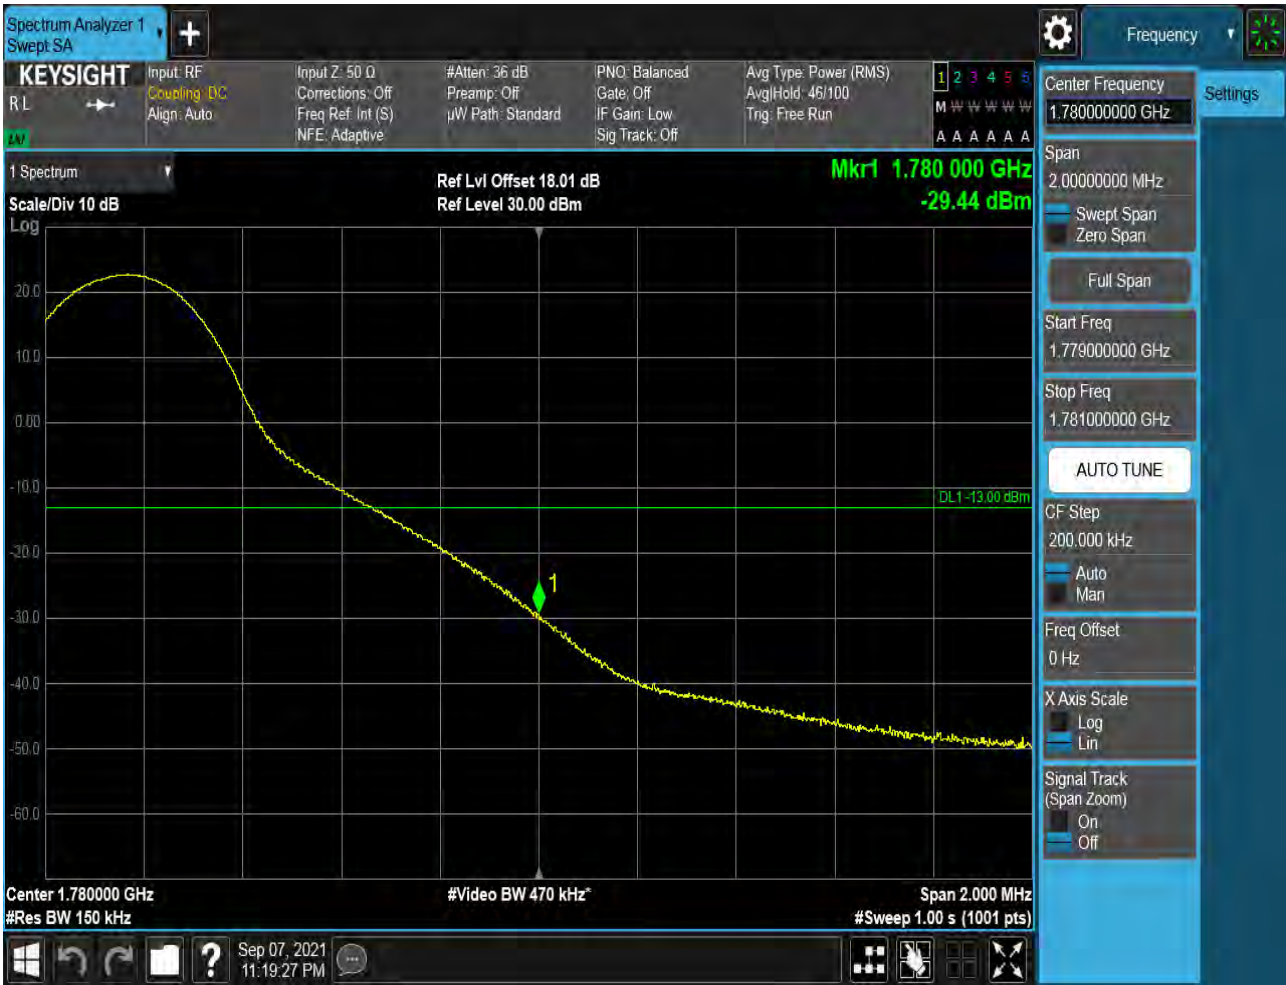 Spectrum Analyzer 1
Swept SA
Frequency
KEYSIGHT
R L
LNI
Input: RF
Coupling: DC
Align: Auto
Input Z: 50 Ω
Corrections: Off
Freq Ref: Int (S)
NFE: Adaptive
#Atten: 36 dB
Preamp: Off
µW Path: Standard
PNO: Balanced
Gate: Off
IF Gain: Low
Sig Track: Off
Avg Type: Power (RMS)
Avg|Hold: 46/100
Trig: Free Run
1 2 3 4 5 6
M W W W W W
A A A A A A
1 Spectrum
Scale/Div 10 dB
Log
Ref Lvl Offset 18.01 dB
Ref Level 30.00 dBm
Mkr1 1.780 000 GHz
-29.44 dBm
20.0
10.0
0.00
-10.0
-20.0
-30.0
-40.0
-50.0
-60.0
DL1 -13.00 dBm
1
Center 1.780000 GHz
#Res BW 150 kHz
#Video BW 470 kHz*
Span 2.000 MHz
#Sweep 1.00 s (1001 pts)
Center Frequency
1.780000000 GHz
Settings
Span
2.00000000 MHz
Swept Span
Zero Span
Full Span
Start Freq
1.779000000 GHz
Stop Freq
1.781000000 GHz
AUTO TUNE
CF Step
200.000 kHz
Auto
Man
Freq Offset
0 Hz
X Axis Scale
Log
Lin
Signal Track
(Span Zoom)
On
Off
Sep 07, 2021
11:19:27 PM